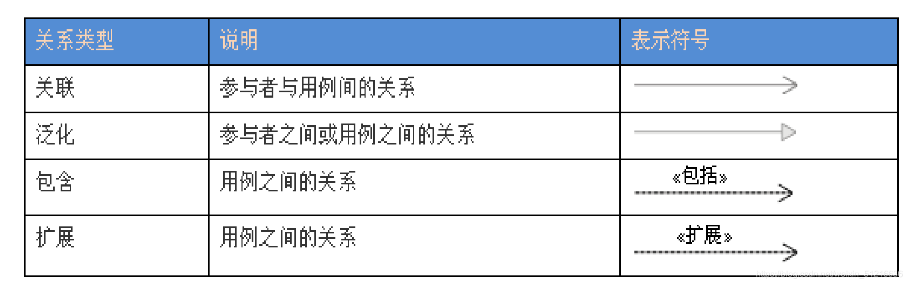 关系类型 说明 表示符号
关联 参与者与用例间的关系
泛化 参与者之间或用例之间的关系
包含 用例之间的关系 «包括»
扩展 用例之间的关系 «扩展»